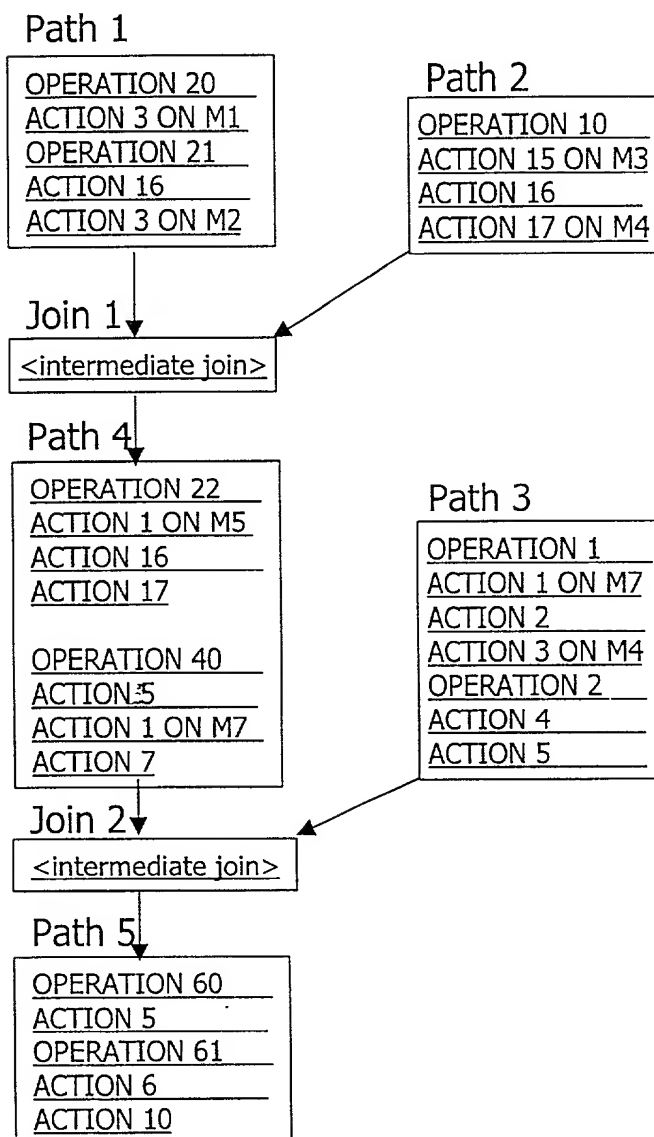 Path 1
OPERATION 20
ACTION 3 ON M1
OPERATION 21
ACTION 16
ACTION 3 ON M2
Path 2
OPERATION 10
ACTION 15 ON M3
ACTION 16
ACTION 17 ON M4
Join 1
<intermediate join>
Path 4
OPERATION 22
ACTION 1 ON M5
ACTION 16
ACTION 17
OPERATION 40
ACTION 5
ACTION 1 ON M7
ACTION 7
Path 3
OPERATION 1
ACTION 1 ON M7
ACTION 2
ACTION 3 ON M4
OPERATION 2
ACTION 4
ACTION 5
Join 2
<intermediate join>
Path 5
OPERATION 60
ACTION 5
OPERATION 61
ACTION 6
ACTION 10